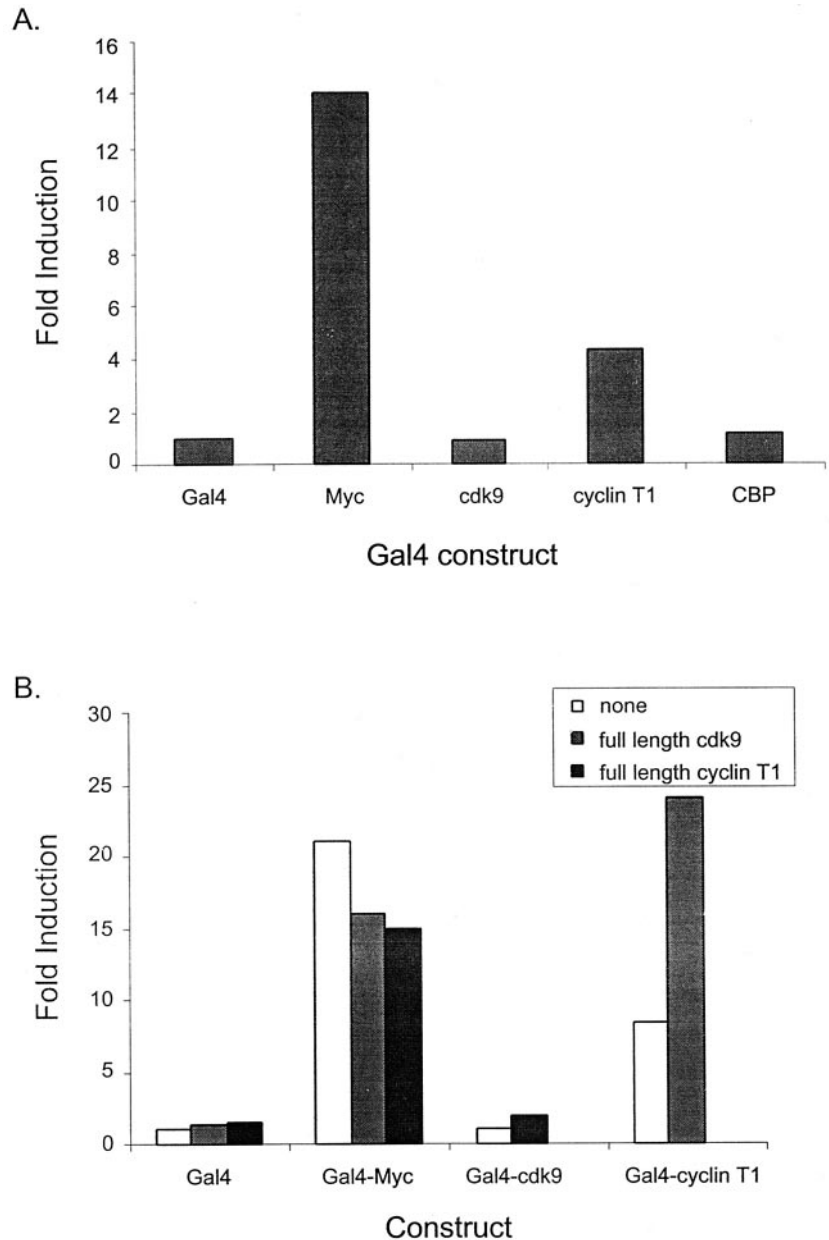 A.
16
14
12
10
8
6
4
2
0
Fold Induction
Gal4 Myc cdk9 cyclin T1 CBP
Gal4 construct
B.
none
full length cdk9
full length cyclin T1
30
25
20
15
10
5
0
Fold Induction
Gal4 Gal4-Myc Gal4-cdk9 Gal4-cyclin T1
Construct